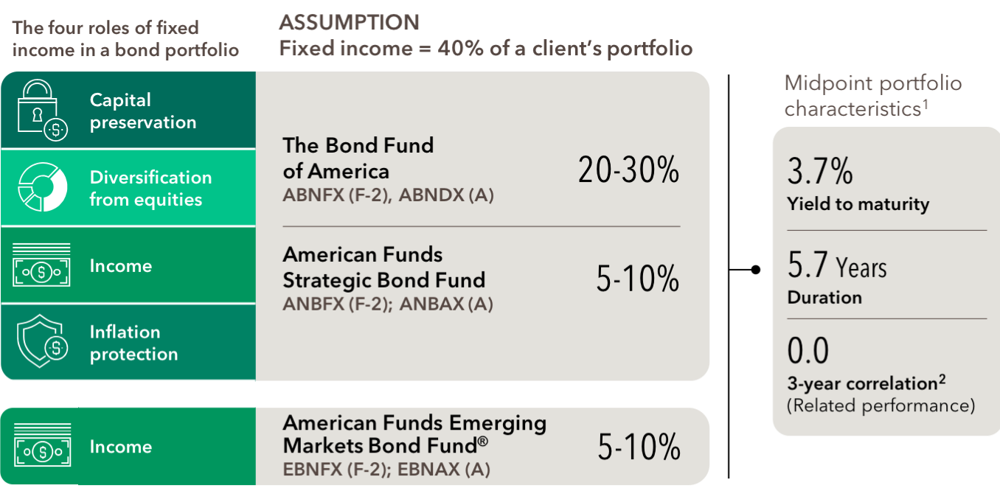 The four roles of fixed
income in a bond portfolio
ASSUMPTION
Fixed income = 40% of a client’s portfolio
Capital
preservation
Diversification
from equities
Income
Inflation
protection
The Bond Fund
of America
ABNFX (F-2), ABNDX (A)
20-30%
American Funds
Strategic Bond Fund
ANBFX (F-2); ANBAX (A)
5-10%
Income
American Funds Emerging
Markets Bond Fund®
EBNFX (F-2); EBNAX (A)
5-10%
Midpoint portfolio
characteristics¹
3.7%
Yield to maturity
5.7 Years
Duration
0.0
3-year correlation²
(Related performance)